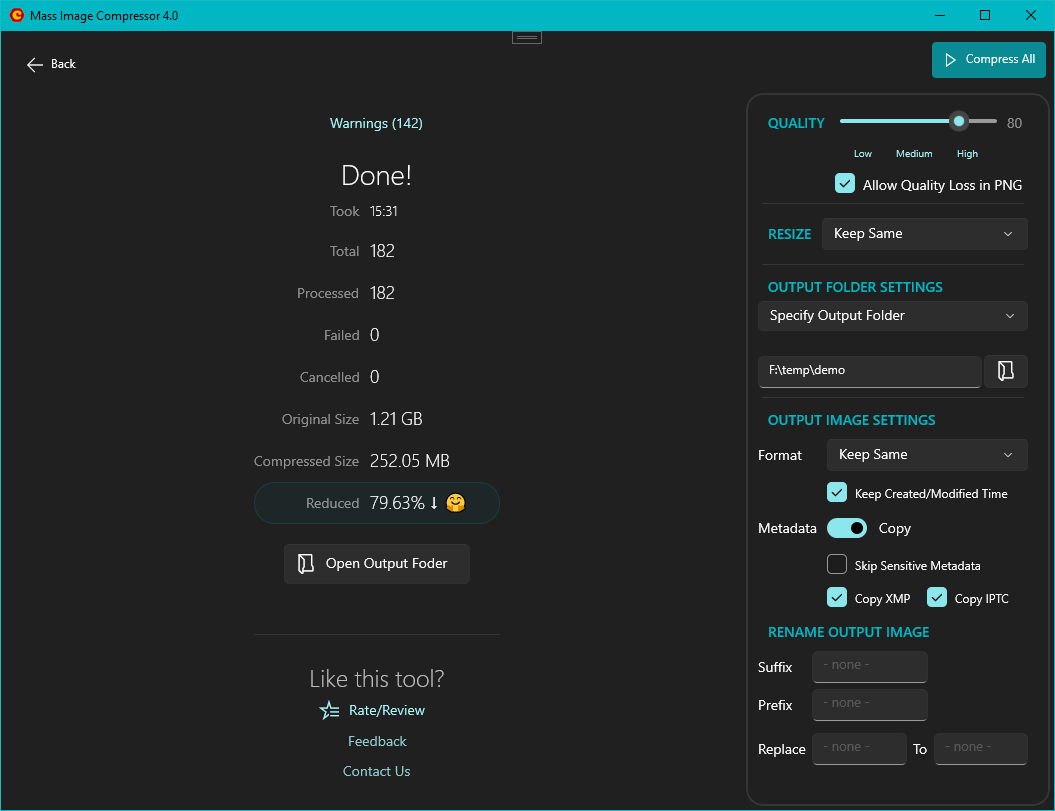 Mass Image Compressor 4.0
Back
Compress All
Warnings (142)
Done!
Took 15:31
Total 182
Processed 182
Failed 0
Cancelled 0
Original Size 1.21 GB
Compressed Size 252.05 MB
Reduced 79.63% ↓ 🤗
Open Output Foder
Like this tool?
Rate/Review
Feedback
Contact Us
QUALITY 80
Low Medium High
Allow Quality Loss in PNG
RESIZE Keep Same
OUTPUT FOLDER SETTINGS
Specify Output Folder
F:\temp\demo
OUTPUT IMAGE SETTINGS
Format Keep Same
Keep Created/Modified Time
Metadata Copy
Skip Sensitive Metadata
Copy XMP Copy IPTC
RENAME OUTPUT IMAGE
Suffix - none -
Prefix - none -
Replace - none - To - none -